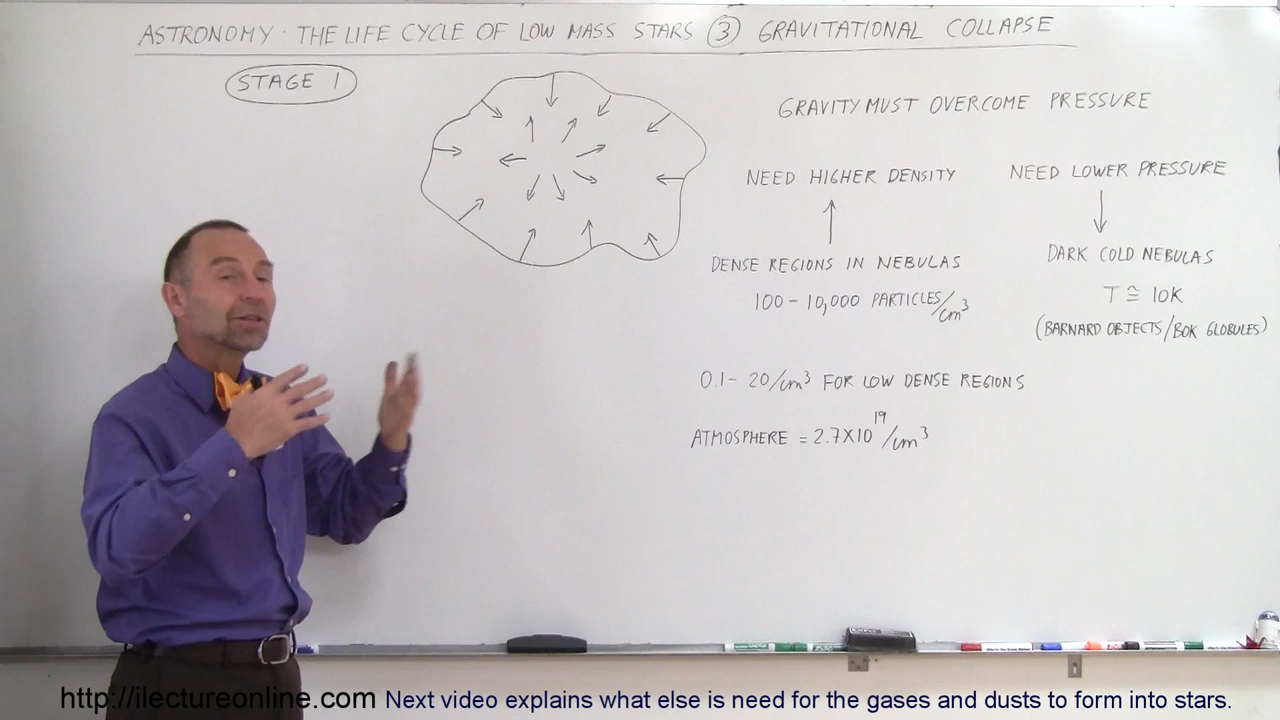 ASTRONOMY: THE LIFE CYCLE OF LOW MASS STARS 3 GRAVITATIONAL COLLAPSE
STAGE 1
GRAVITY MUST OVERCOME PRESSURE
NEED HIGHER DENSITY
DENSE REGIONS IN NEBULAS
100 - 10,000 PARTICLES/cm³
NEED LOWER PRESSURE
DARK COLD NEBULAS
T ≅ 10K
(BARNARD OBJECTS/BOK GLOBULES)
0.1 - 20/cm³ FOR LOW DENSE REGIONS
ATMOSPHERE = 2.7X10¹⁹/cm³
http://ilectureonline.com Next video explains what else is need for the gases and dusts to form into stars.